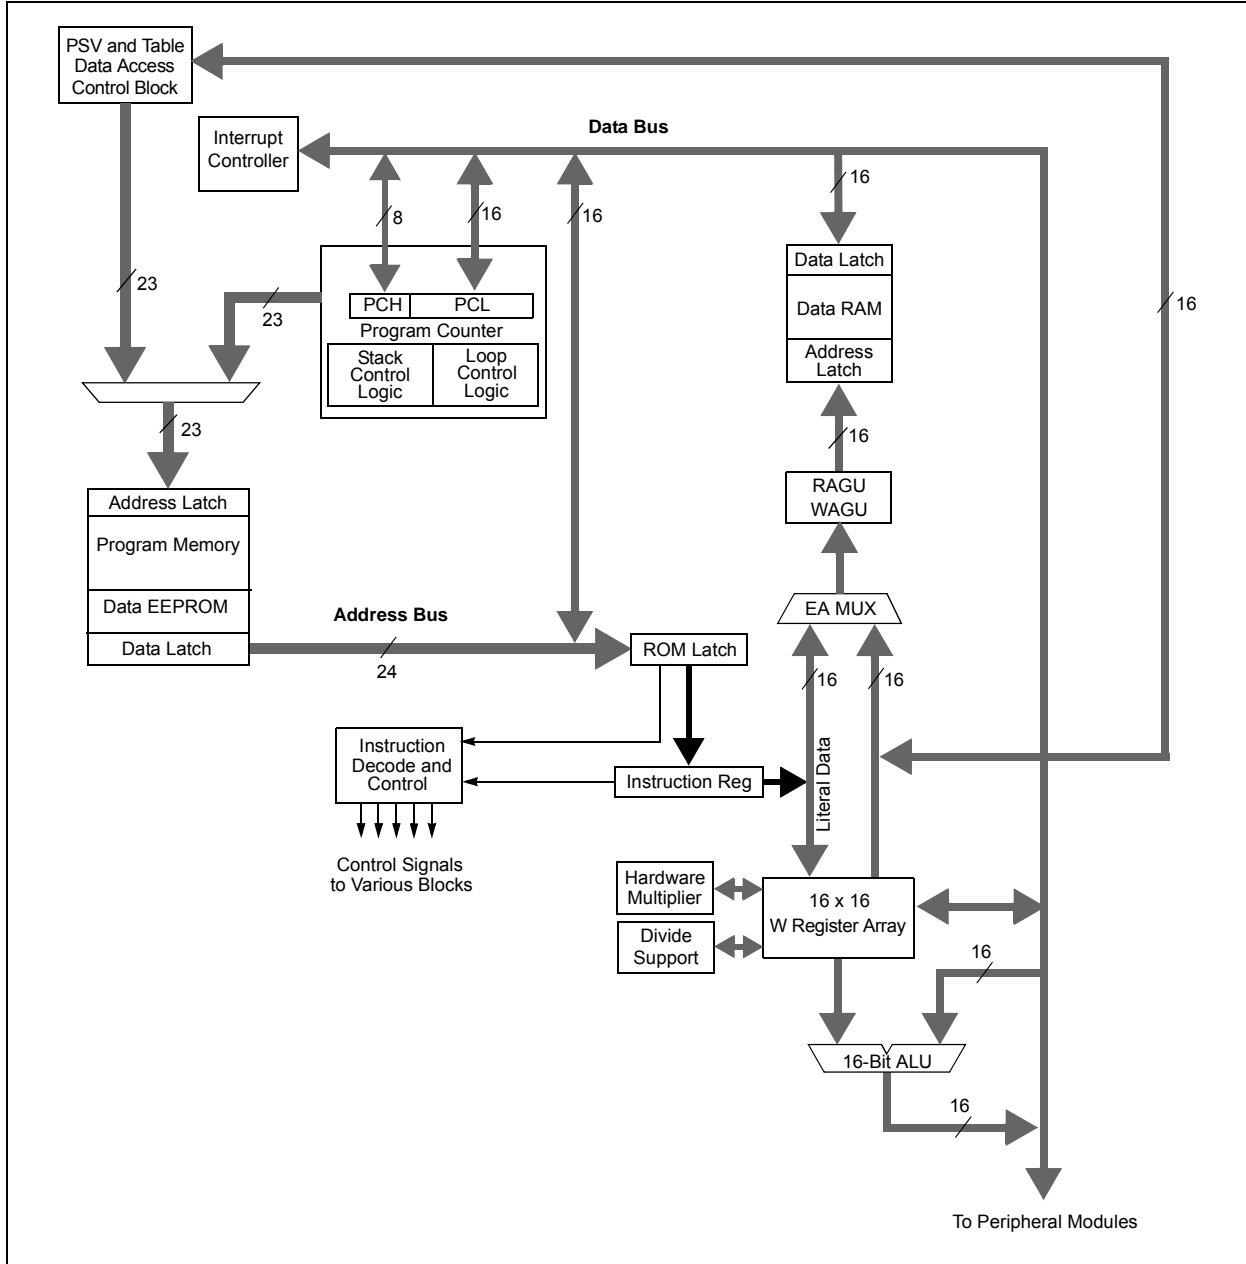 PSV and Table
Data Access
Control Block
Interrupt
Controller
Data Bus
8
16
16
16
16
23
23
PCH
PCL
Program Counter
Stack
Control
Logic
Loop
Control
Logic
Data Latch
Data RAM
Address
Latch
23
16
RAGU
WAGU
Address Latch
Program Memory
Data EEPROM
Data Latch
Address Bus
24
EA MUX
ROM Latch
16
16
Instruction
Decode and
Control
Instruction Reg
Literal Data
Control Signals
to Various Blocks
Hardware
Multiplier
16 x 16
W Register Array
Divide
Support
16
16-Bit ALU
16
To Peripheral Modules